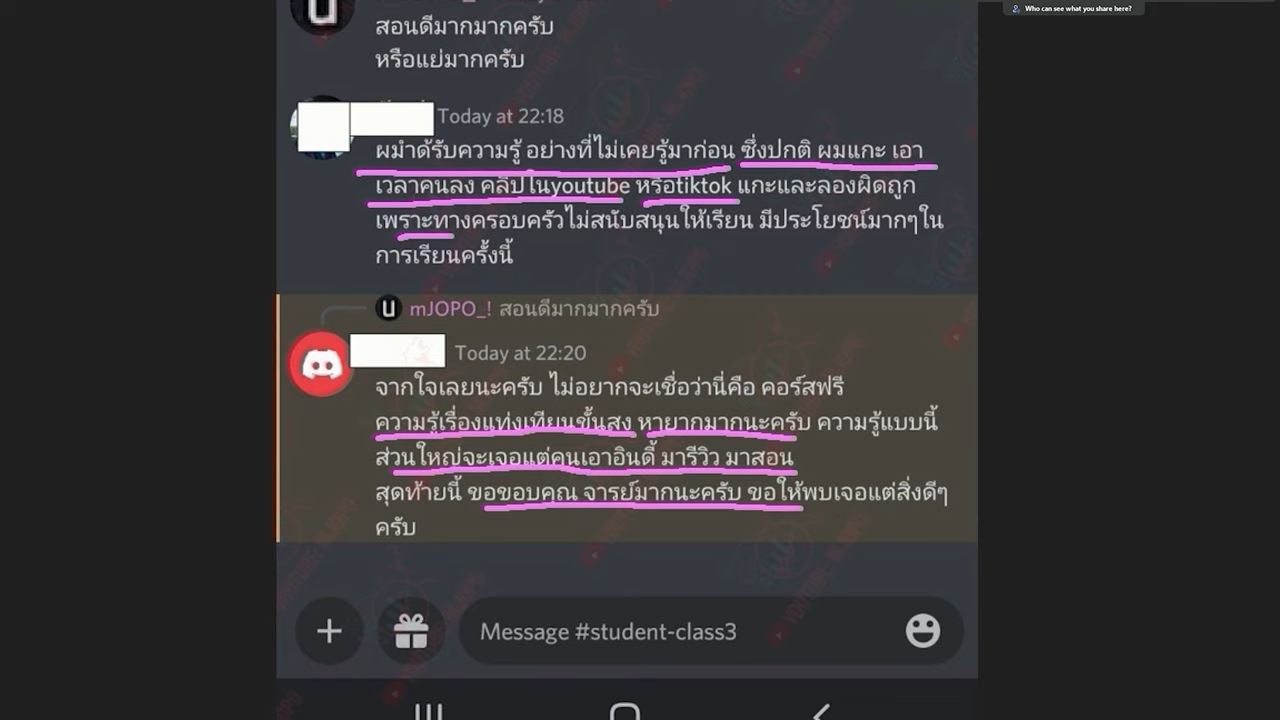 Who can see what you share here?
สอนดีมากมากครับ
หรือแย่มากครับ
Today at 22:18
ผมำด้รับความรู้ อย่างที่ไม่เคยรู้มาก่อน ซึ่งปกติ ผมแกะ เอา
เวลาคนลง คลิปในyoutube หรือtiktok แกะและลองผิดถูก
เพราะทางครอบครัวไม่สนับสนุนให้เรียน มีประโยชน์มากๆใน
การเรียนครั้งนี้
mJOPO_! สอนดีมากมากครับ
Today at 22:20
จากใจเลยนะครับ ไม่อยากจะเชื่อว่านี่คือ คอร์สฟรี
ความรู้เรื่องแท่งเทียนขั้นสูง หายากมากนะครับ ความรู้แบบนี้
ส่วนใหญ่จะเจอแต่คนเอาอินดี้ มารีวิว มาสอน
สุดท้ายนี้ ขอขอบคุณ จารย์มากนะครับ ขอให้พบเจอแต่สิ่งดีๆ
ครับ
Message #student-class3